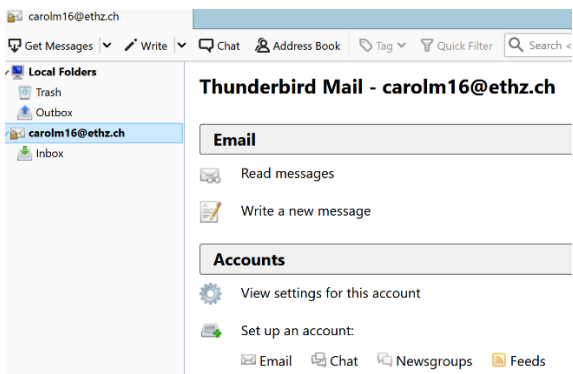 carolm16@ethz.ch
Get Messages Write Chat Address Book Tag Quick Filter Search <
Local Folders
Trash
Outbox
carolm16@ethz.ch
Inbox
Thunderbird Mail - carolm16@ethz.ch
Email
Read messages
Write a new message
Accounts
View settings for this account
Set up an account:
Email Chat Newsgroups Feeds